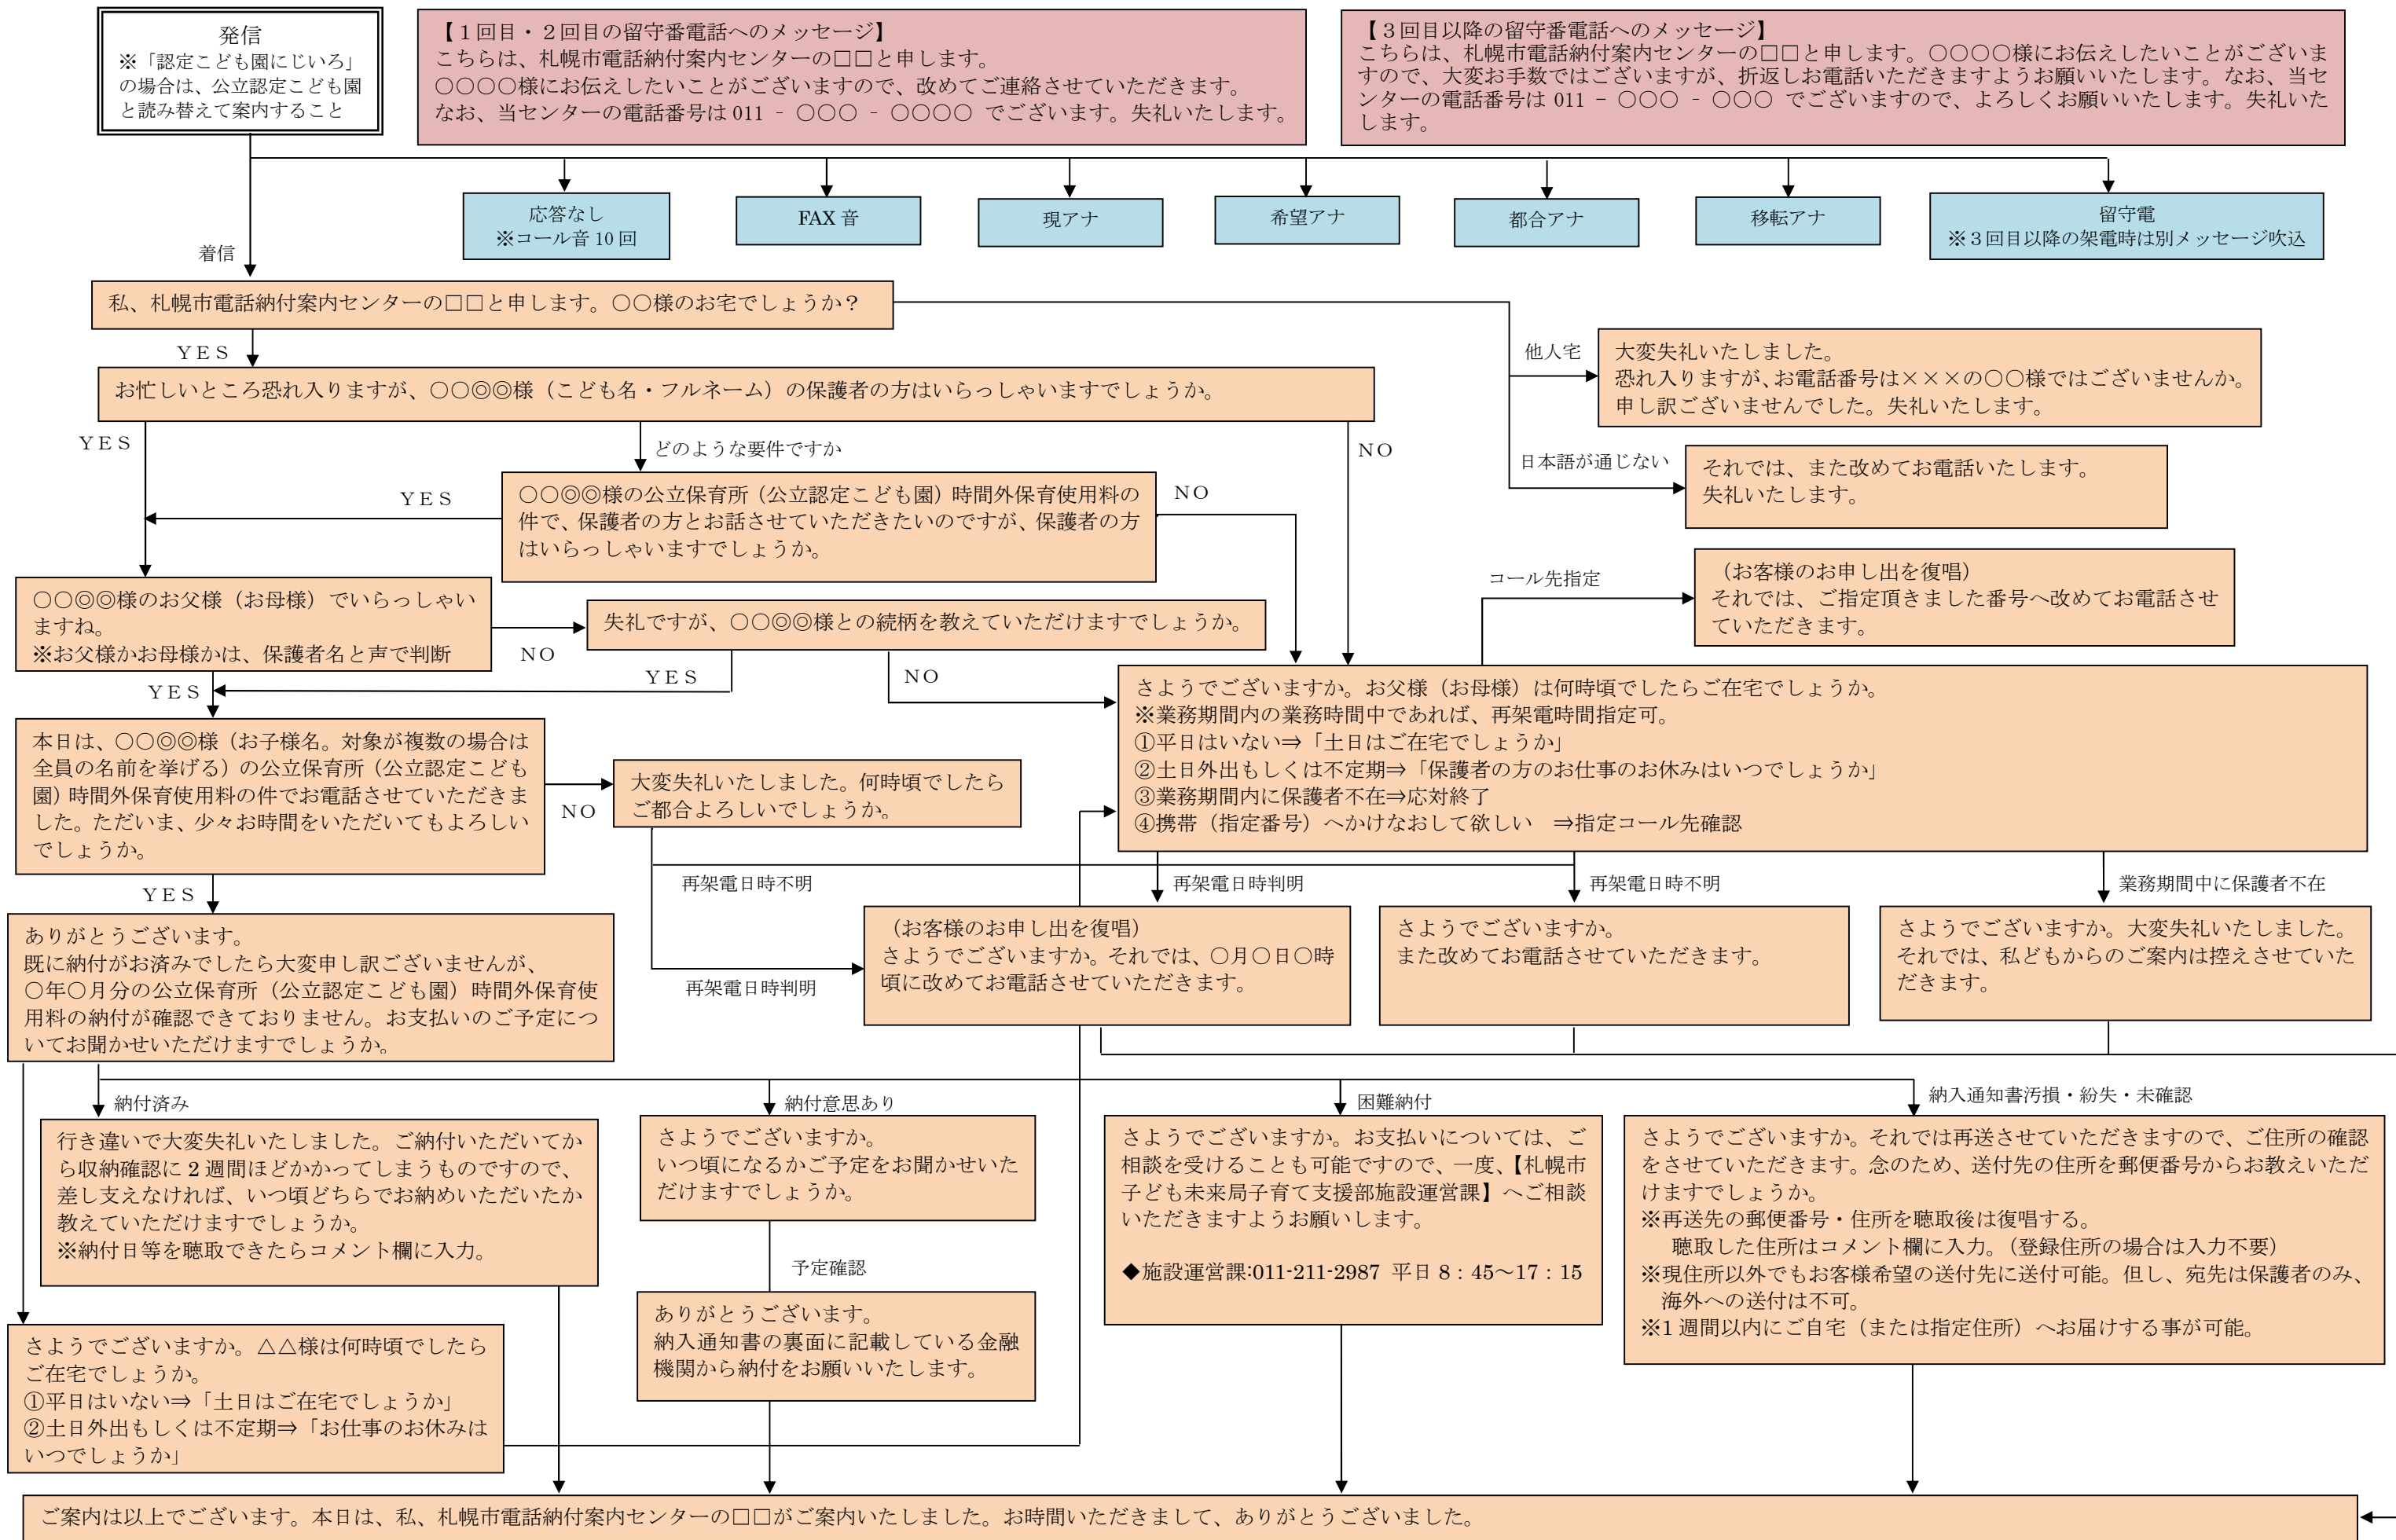 発信
※「認定こども園にじいろ」
の場合は、公立認定こども園
と読み替えて案内すること
【１回目・２回目の留守番電話へのメッセージ】
こちらは、札幌市電話納付案内センターの□□と申します。
〇〇〇〇様にお伝えしたいことがございますので、改めてご連絡させていただきます。
なお、当センターの電話番号は 011 － 〇〇〇 － 〇〇〇〇 でございます。失礼いたします。
【３回目以降の留守番電話へのメッセージ】
こちらは、札幌市電話納付案内センターの□□と申します。〇〇〇〇様にお伝えしたいことがございま
すので、大変お手数ではございますが、折返しお電話いただきますようお願いいたします。なお、当セ
ンターの電話番号は 011 － 〇〇〇 － 〇〇〇 でございますので、よろしくお願いいたします。失礼いた
します。
応答なし
※コール音 10 回
FAX 音
現アナ
希望アナ
都合アナ
移転アナ
留守電
※３回目以降の架電時は別メッセージ吹込
着信
私、札幌市電話納付案内センターの□□と申します。〇〇様のお宅でしょうか？
ＹＥＳ
他人宅
大変失礼いたしました。
恐れ入りますが、お電話番号は×××の〇〇様ではございませんか。
申し訳ございませんでした。失礼いたします。
お忙しいところ恐れ入りますが、〇〇◎◎様（こども名・フルネーム）の保護者の方はいらっしゃいますでしょうか。
ＹＥＳ
どのような要件ですか
ＮＯ
日本語が通じない
それでは、また改めてお電話いたします。
失礼いたします。
ＹＥＳ
〇〇◎◎様の公立保育所（公立認定こども園）時間外保育使用料の
件で、保護者の方とお話させていただきたいのですが、保護者の方
はいらっしゃいますでしょうか。
ＮＯ
コール先指定
（お客様のお申し出を復唱）
それでは、ご指定頂きました番号へ改めてお電話させ
ていただきます。
〇〇◎◎様のお父様（お母様）でいらっしゃい
ますね。
※お父様かお母様かは、保護者名と声で判断
ＮＯ
失礼ですが、〇〇◎◎様との続柄を教えていただけますでしょうか。
ＹＥＳ
ＹＥＳ
ＮＯ
さようでございますか。お父様（お母様）は何時頃でしたらご在宅でしょうか。
※業務期間内の業務時間中であれば、再架電時間指定可。
①平日はいない⇒「土日はご在宅でしょうか」
②土日外出もしくは不定期⇒「保護者の方のお仕事のお休みはいつでしょうか」
③業務期間内に保護者不在⇒応対終了
④携帯（指定番号）へかけなおして欲しい　⇒指定コール先確認
本日は、〇〇◎◎様（お子様名。対象が複数の場合は
全員の名前を挙げる）の公立保育所（公立認定こども
園）時間外保育使用料の件でお電話させていただきま
した。ただいま、少々お時間をいただいてもよろしい
でしょうか。
ＮＯ
大変失礼いたしました。何時頃でしたら
ご都合よろしいでしょうか。
ＹＥＳ
再架電日時不明
再架電日時判明
再架電日時不明
業務期間中に保護者不在
ありがとうございます。
既に納付がお済みでしたら大変申し訳ございませんが、
〇年〇月分の公立保育所（公立認定こども園）時間外保育使
用料の納付が確認できておりません。お支払いのご予定につ
いてお聞かせいただけますでしょうか。
再架電日時判明
（お客様のお申し出を復唱）
さようでございますか。それでは、〇月〇日〇時
頃に改めてお電話させていただきます。
さようでございますか。
また改めてお電話させていただきます。
さようでございますか。大変失礼いたしました。
それでは、私どもからのご案内は控えさせていた
だきます。
納付済み
納付意思あり
困難納付
納入通知書汚損・紛失・未確認
行き違いで大変失礼いたしました。ご納付いただいてか
ら収納確認に 2 週間ほどかかってしまうものですので、
差し支えなければ、いつ頃どちらでお納めいただいたか
教えていただけますでしょうか。
※納付日等を聴取できたらコメント欄に入力。
さようでございますか。
いつ頃になるかご予定をお聞かせいた
だけますでしょうか。
予定確認
ありがとうございます。
納入通知書の裏面に記載している金融
機関から納付をお願いいたします。
さようでございますか。お支払いについては、ご
相談を受けることも可能ですので、一度、【札幌市
子ども未来局子育て支援部施設運営課】へご相談
いただきますようお願いします。
◆施設運営課:011-211-2987 平日 8：45～17：15
さようでございますか。それでは再送させていただきますので、ご住所の確認
をさせていただきます。念のため、送付先の住所を郵便番号からお教えいただ
けますでしょうか。
※再送先の郵便番号・住所を聴取後は復唱する。
聴取した住所はコメント欄に入力。（登録住所の場合は入力不要）
※現住所以外でもお客様希望の送付先に送付可能。但し、宛先は保護者のみ、
海外への送付は不可。
※1 週間以内にご自宅（または指定住所）へお届けする事が可能。
さようでございますか。△△様は何時頃でしたら
ご在宅でしょうか。
①平日はいない⇒「土日はご在宅でしょうか」
②土日外出もしくは不定期⇒「お仕事のお休みは
いつでしょうか」
ご案内は以上でございます。本日は、私、札幌市電話納付案内センターの□□がご案内いたしました。お時間いただきまして、ありがとうございました。